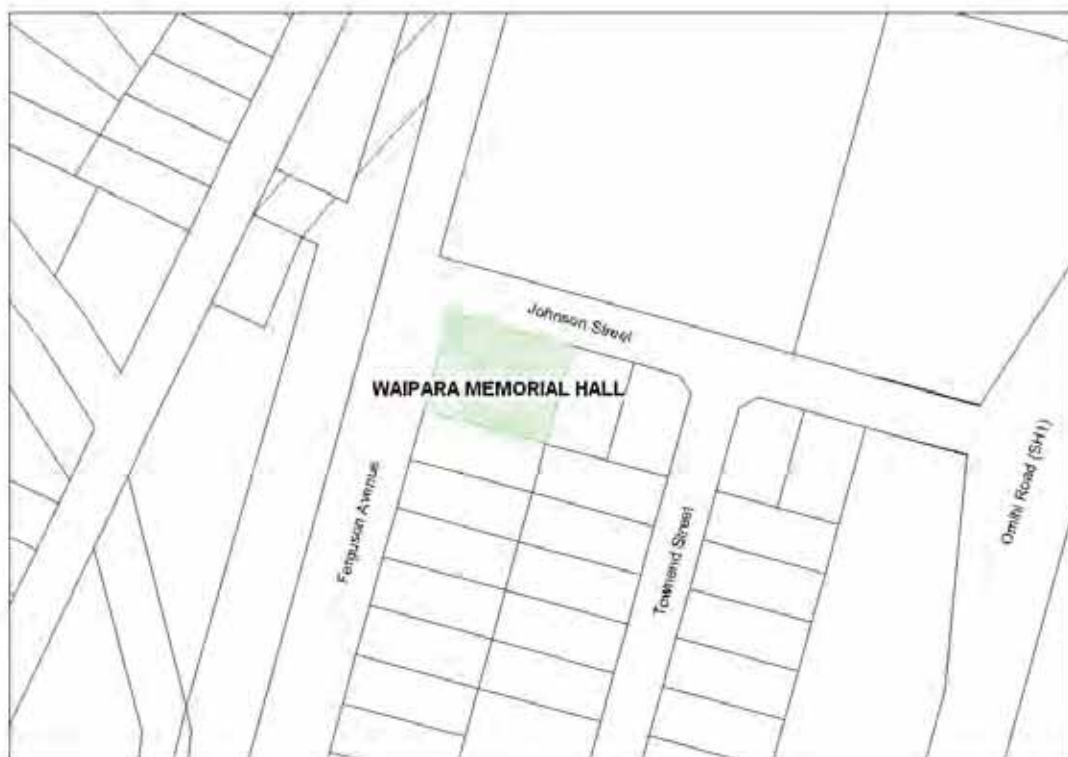 Johnson Street
WAIPARA MEMORIAL HALL
Ferguson Avenue
Townend Street
Omihi Road (SH1)